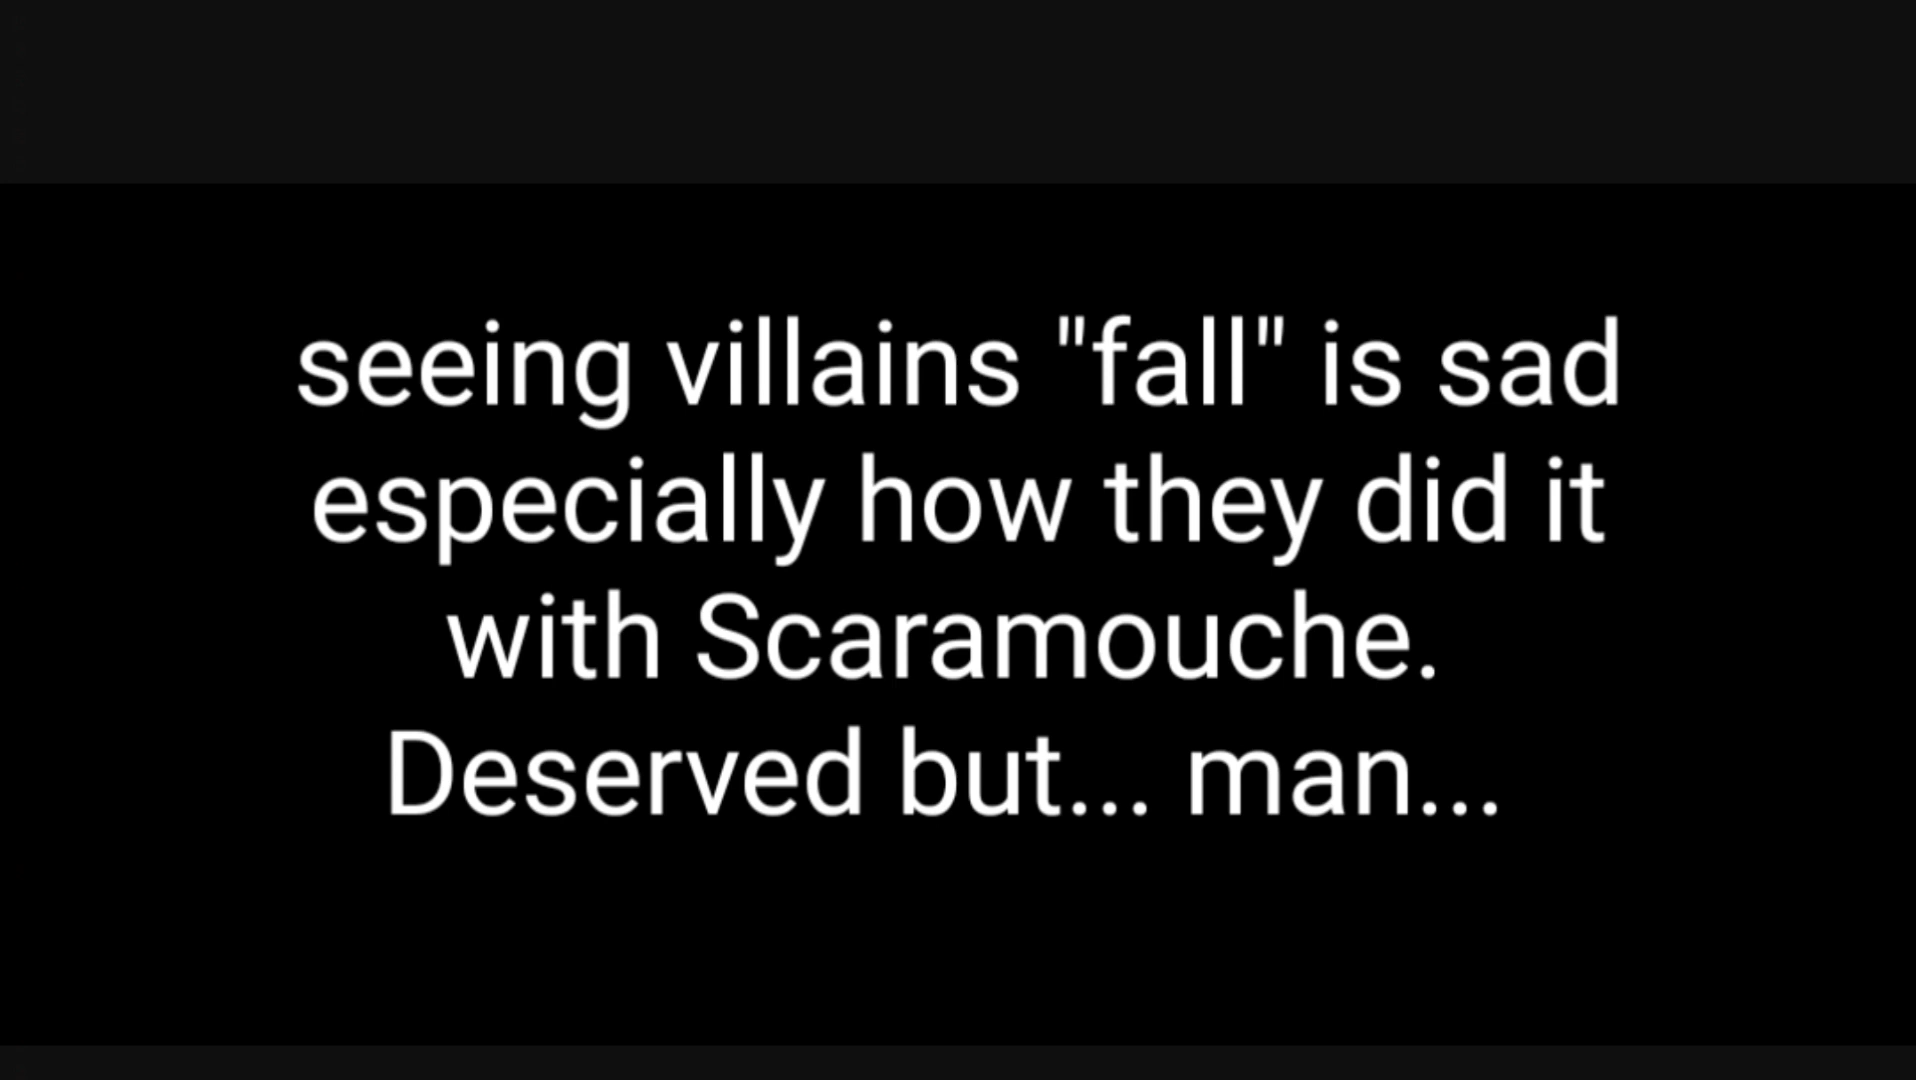 seeing villains "fall" is sad
especially how they did it
with Scaramouche.
Deserved but... man...